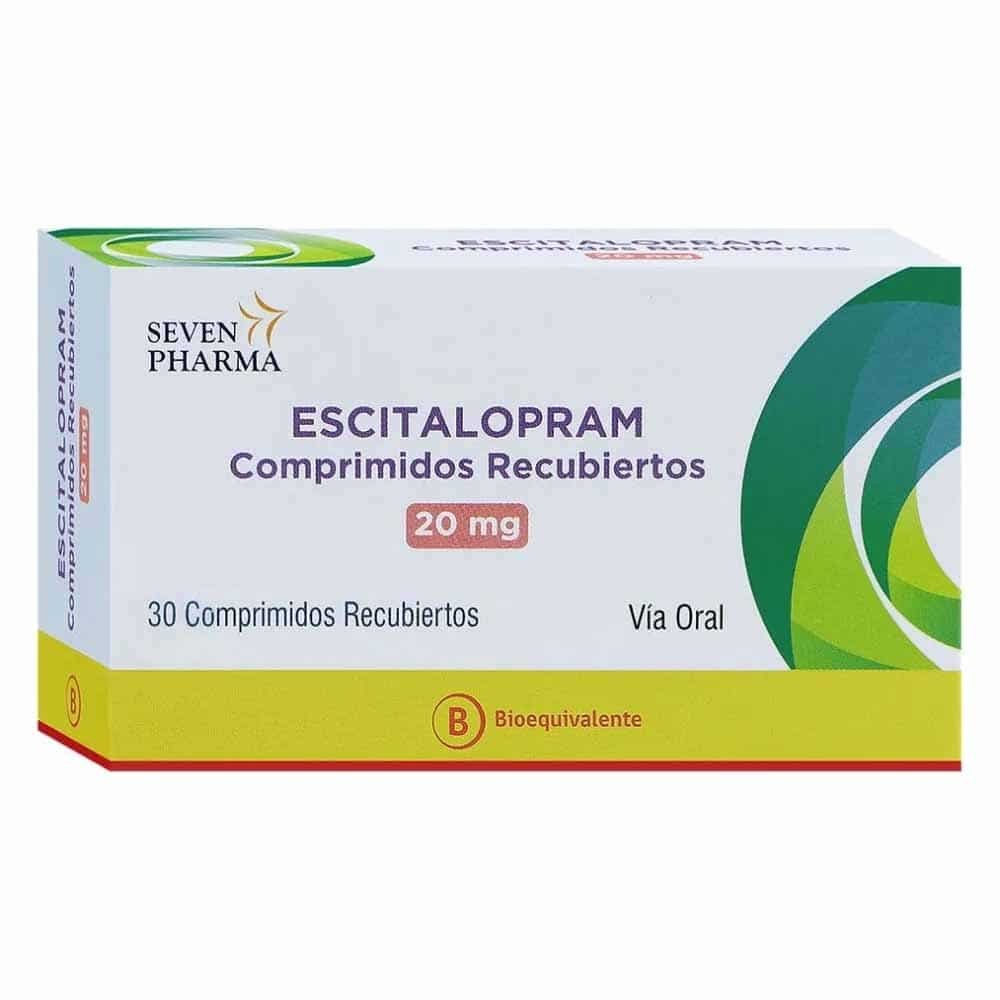 ESCITALOPRAM
Comprimidos Recubiertos
20 mg
SEVEN
PHARMA
ESCITALOPRAM
Comprimidos Recubiertos
20 mg
30 Comprimidos Recubiertos
Vía Oral
B Bioequivalente
ESCITALOPRAM
Comprimidos Recubiertos
20 mg
B